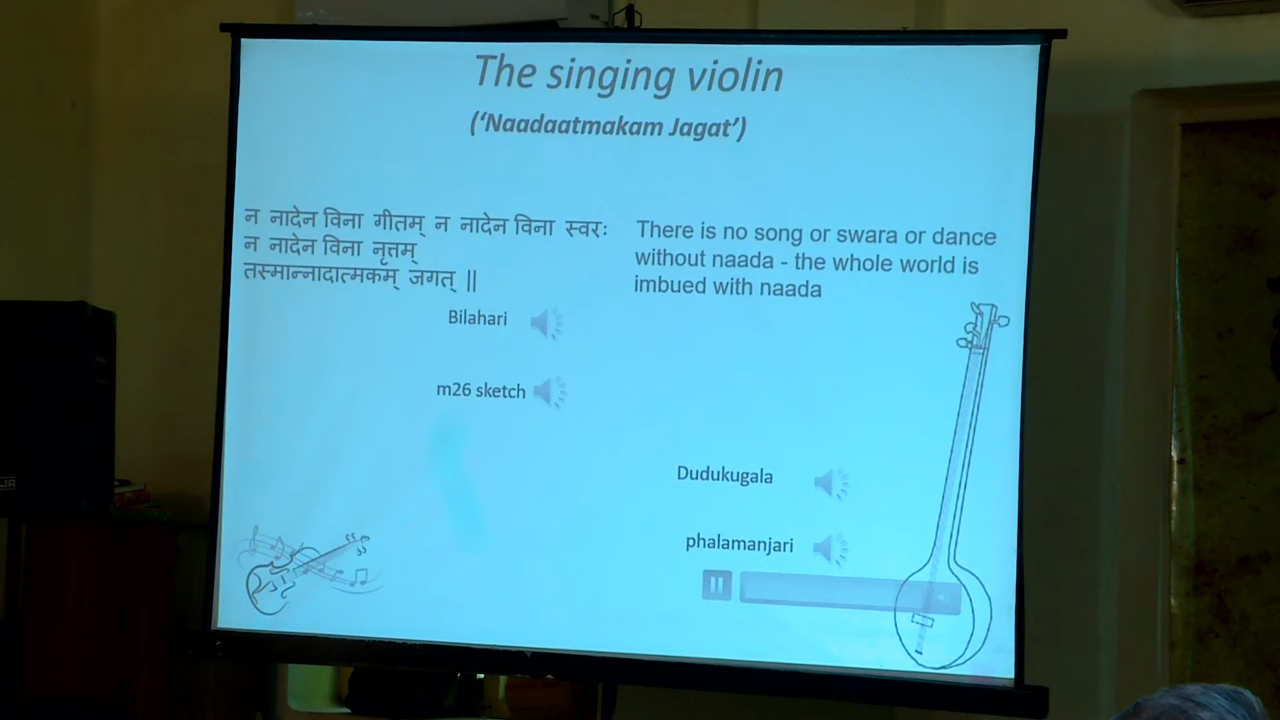 The singing violin
('Naadaatmakam Jagat')
न नादेन विना गीतम् न नादेन विना स्वरः
न नादेन विना नृत्तम्
तस्मान्नादात्मकम् जगत् ||
There is no song or swara or dance
without naada - the whole world is
imbued with naada
Bilahari
m26 sketch
Dudukugala
phalamanjari